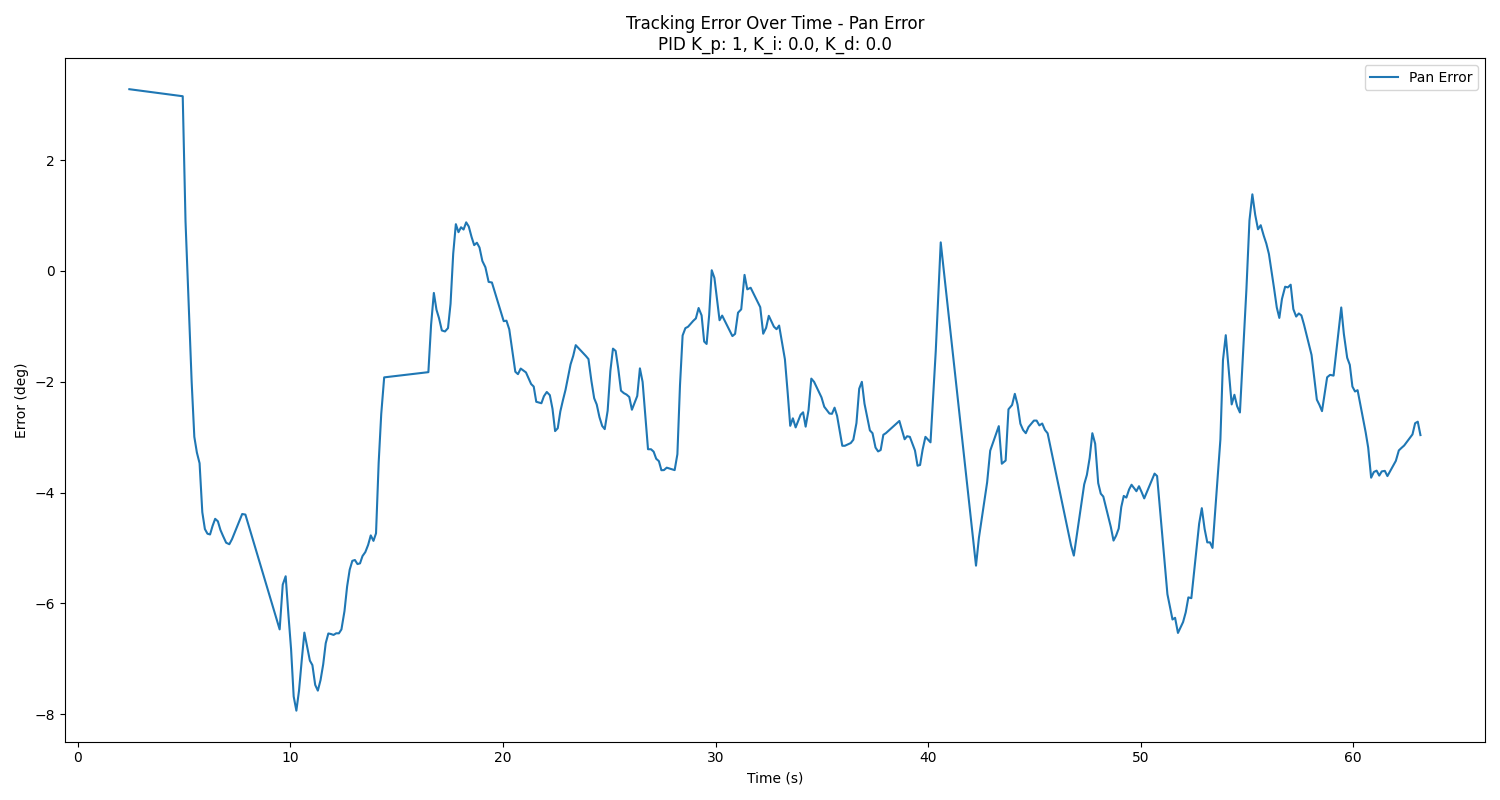 Tracking Error Over Time - Pan Error
PID K_p: 1, K_i: 0.0, K_d: 0.0
Pan Error
2
0
−2
−4
−6
−8
Error (deg)
0 10 20 30 40 50 60
Time (s)